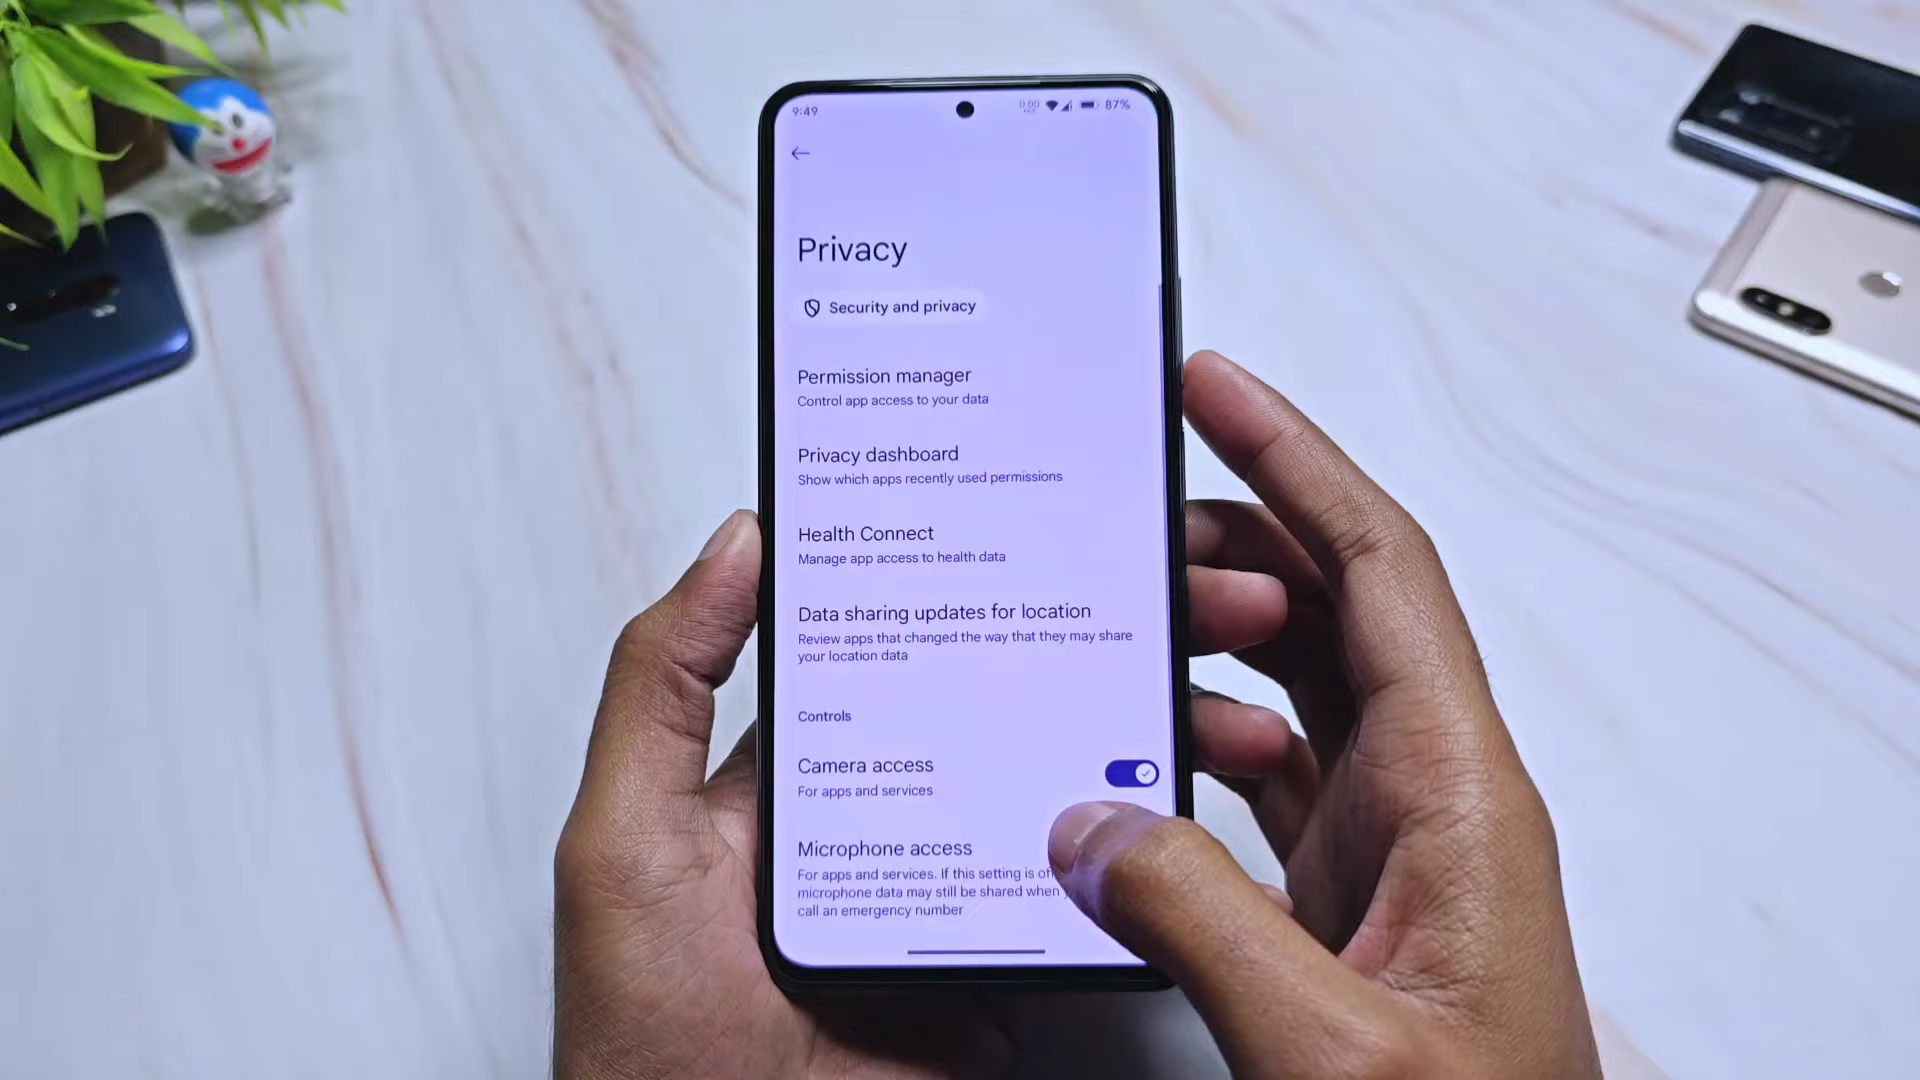 9:49
0.00
87%
Privacy
Security and privacy
Permission manager
Control app access to your data
Privacy dashboard
Show which apps recently used permissions
Health Connect
Manage app access to health data
Data sharing updates for location
Review apps that changed the way that they may share
your location data
Controls
Camera access
For apps and services
Microphone access
For apps and services. If this setting is
microphone data may still be shared when
call an emergency number